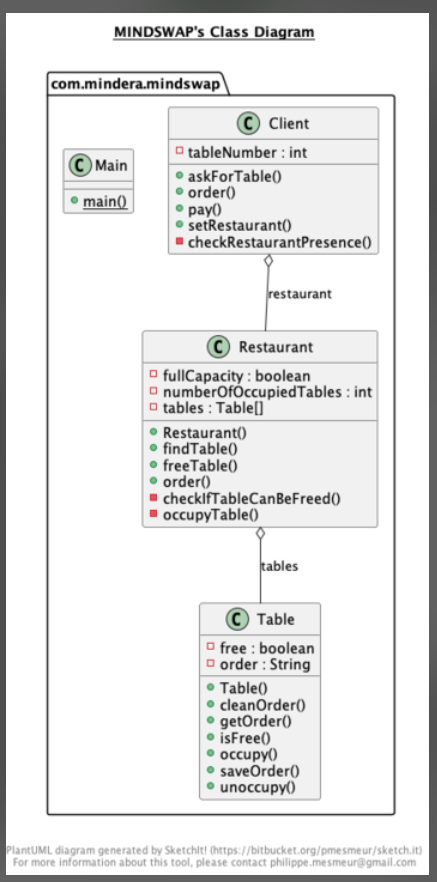 MINDSWAP's Class Diagram
com.mindera.mindswap
C Main
main()
C Client
tableNumber : int
askForTable()
order()
pay()
setRestaurant()
checkRestaurantPresence()
restaurant
C Restaurant
fullCapacity : boolean
numberOfOccupiedTables : int
tables : Table[]
Restaurant()
findTable()
freeTable()
order()
checkIfTableCanBeFreed()
occupyTable()
tables
C Table
free : boolean
order : String
Table()
cleanOrder()
getOrder()
isFree()
occupy()
saveOrder()
unoccupy()
PlantUML diagram generated by SketchIt! (https://bitbucket.org/pmesmeur/sketch.it)
For more information about this tool, please contact philippe.mesmeur@gmail.com